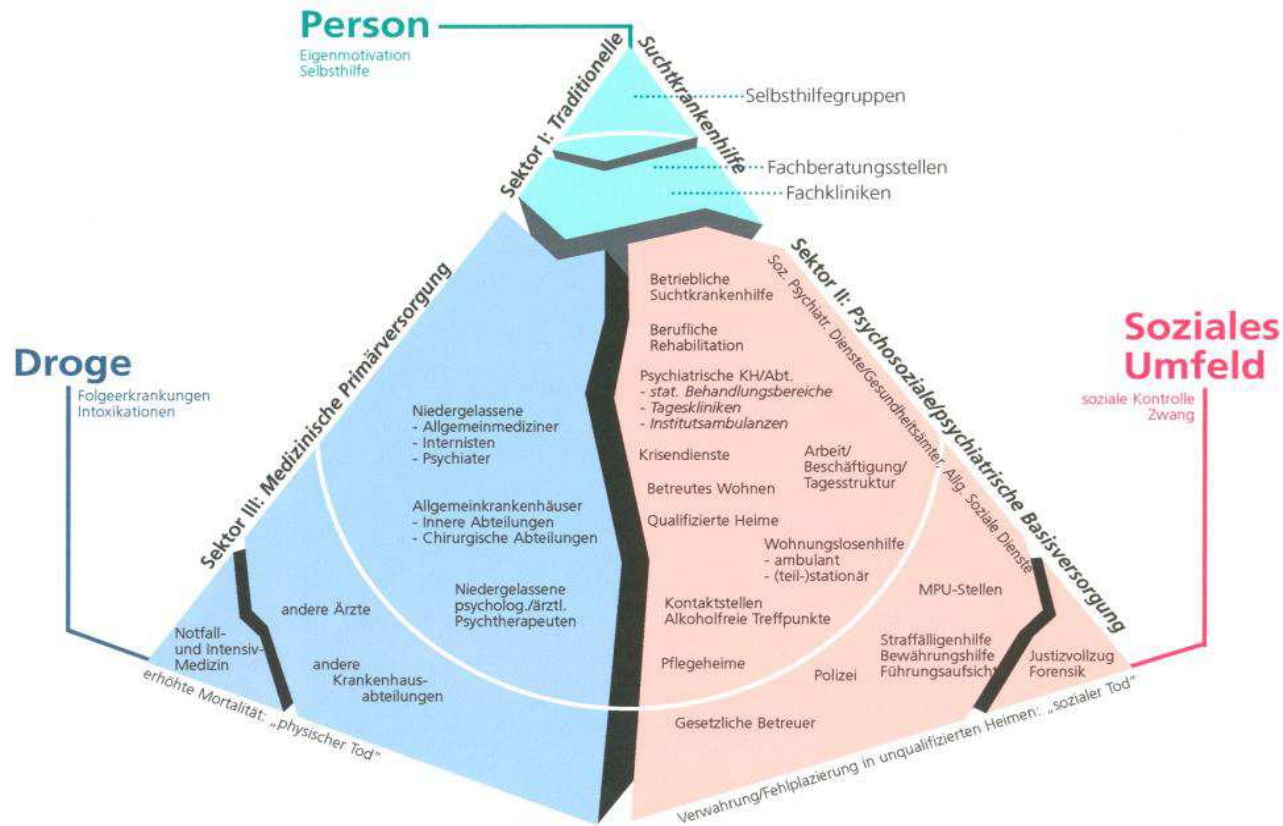 Person
Eigenmotivation
Selbsthilfe
Sektor I: Traditionelle
Suchtkrankenhilfe
Selbsthilfegruppen
Fachberatungsstellen
Fachkliniken
Droge
Folgeerkrankungen
Intoxikationen
Sektor III: Medizinische Primärversorgung
Niedergelassene
- Allgemeinmediziner
- Internisten
- Psychiater
Allgemeinkrankenhäuser
- Innere Abteilungen
- Chirurgische Abteilungen
Niedergelassene
psycholog./ärztl.
Psychtherapeuten
andere Ärzte
andere
Krankenhaus-
abteilungen
Notfall-
und Intensiv-
Medizin
erhöhte Mortalität: „physischer Tod“
Soziales
Umfeld
soziale Kontrolle
Zwang
Sektor II: Psychosoziale/psychiatrische Basisversorgung
Soz. Psychiatr. Dienste/Gesundheitsämter, Allg. Soziale Dienste
Betriebliche
Suchtkrankenhilfe
Berufliche
Rehabilitation
Psychiatrische KH/Abt.
- stat. Behandlungsbereiche
- Tageskliniken
- Institutsambulanzen
Krisendienste
Arbeit/
Beschäftigung/
Tagesstruktur
Betreutes Wohnen
Qualifizierte Heime
Wohnungslosenhilfe
- ambulant
- (teil-)stationär
MPU-Stellen
Kontaktstellen
Alkoholfreie Treffpunkte
Straffälligenhilfe
Bewährungshilfe
Führungsaufsicht
Justizvollzug
Forensik
Pflegeheime
Polizei
Gesetzliche Betreuer
Verwahrung/Fehlplazierung in unqualifizierten Heimen: „sozialer Tod“